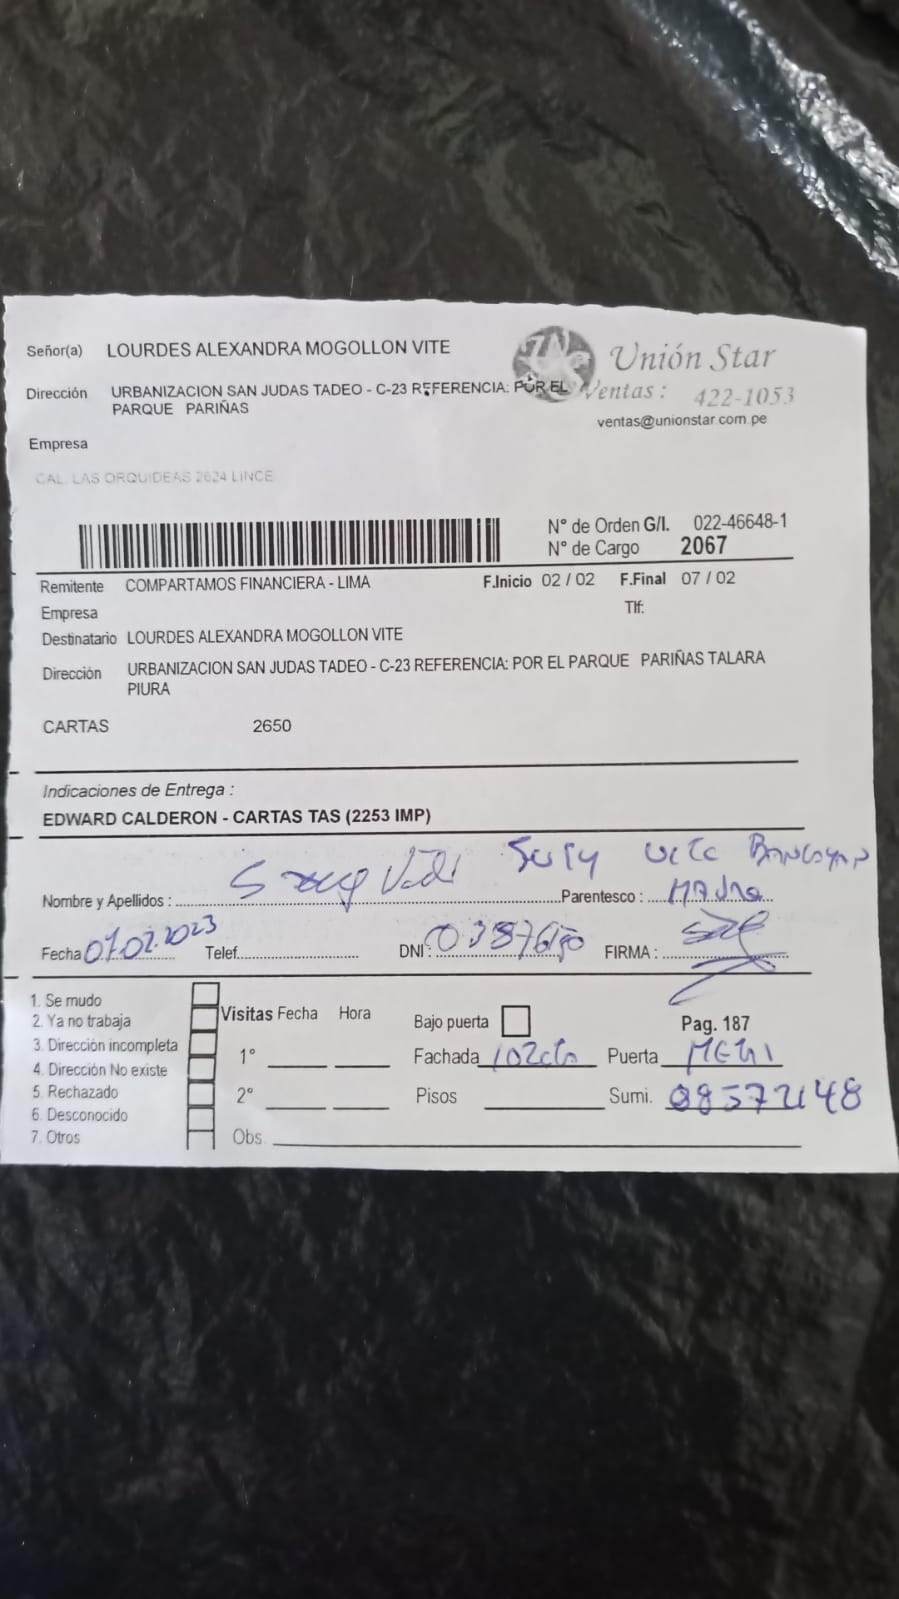 Señor(a) LOURDES ALEXANDRA MOGOLLON VITE
Unión Star
Dirección URBANIZACION SAN JUDAS TADEO - C-23 REFERENCIA: POR EL
PARQUE PARIÑAS
Ventas: 422-1053
ventas@unionstar.com.pe
Empresa
CAL. LAS ORQUIDEAS 2624 LINCE
N° de Orden G/I. 022-46648-1
N° de Cargo 2067
Remitente COMPARTAMOS FINANCIERA - LIMA F.Inicio 02 / 02 F.Final 07 / 02
Empresa Tlf:
Destinatario LOURDES ALEXANDRA MOGOLLON VITE
Dirección URBANIZACION SAN JUDAS TADEO - C-23 REFERENCIA: POR EL PARQUE PARIÑAS TALARA
PIURA
CARTAS 2650
Indicaciones de Entrega :
EDWARD CALDERON - CARTAS TAS (2253 IMP)
Nombre y Apellidos : Parentesco : MADRE
Fecha 07.02.2023 Telef. DNI : FIRMA :
1. Se mudo
2. Ya no trabaja
3. Dirección incompleta
4. Dirección No existe
5. Rechazado
6. Desconocido
7. Otros
Visitas Fecha Hora Bajo puerta Pag. 187
1° Fachada Puerta
2° Pisos Sumi.
Obs.